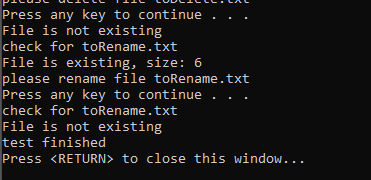 please delete file toDelete.txt
Press any key to continue . . .
File is not existing
check for toRename.txt
File is existing, size: 6
please rename file toRename.txt
Press any key to continue . . .
check for toRename.txt
File is not existing
test finished
Press <RETURN> to close this window...